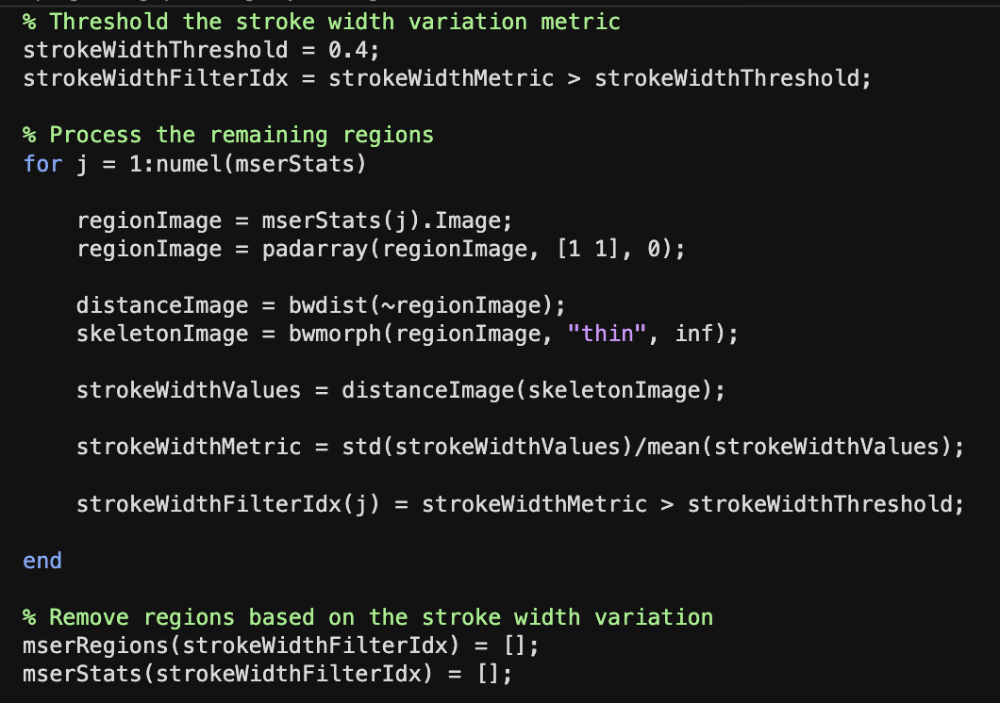 % Threshold the stroke width variation metric
strokeWidthThreshold = 0.4;
strokeWidthFilterIdx = strokeWidthMetric > strokeWidthThreshold;
% Process the remaining regions
for j = 1:numel(mserStats)
regionImage = mserStats(j).Image;
regionImage = padarray(regionImage, [1 1], 0);
distanceImage = bwdist(~regionImage);
skeletonImage = bwmorph(regionImage, "thin", inf);
strokeWidthValues = distanceImage(skeletonImage);
strokeWidthMetric = std(strokeWidthValues)/mean(strokeWidthValues);
strokeWidthFilterIdx(j) = strokeWidthMetric > strokeWidthThreshold;
end
% Remove regions based on the stroke width variation
mserRegions(strokeWidthFilterIdx) = [];
mserStats(strokeWidthFilterIdx) = [];